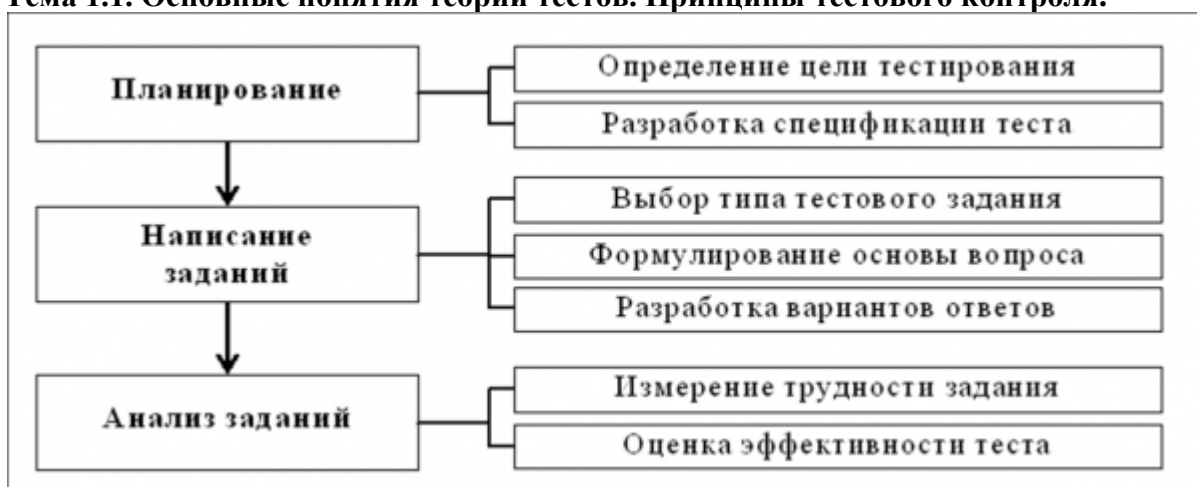 Тема 1.1. Основные понятия теории тестов. Принципы тестового контроля.
Планирование
Определение цели тестирования
Разработка спецификации теста
Написание
заданий
Выбор типа тестового задания
Формулирование основы вопроса
Разработка вариантов ответов
Анализ заданий
Измерение трудности задания
Оценка эффективности теста